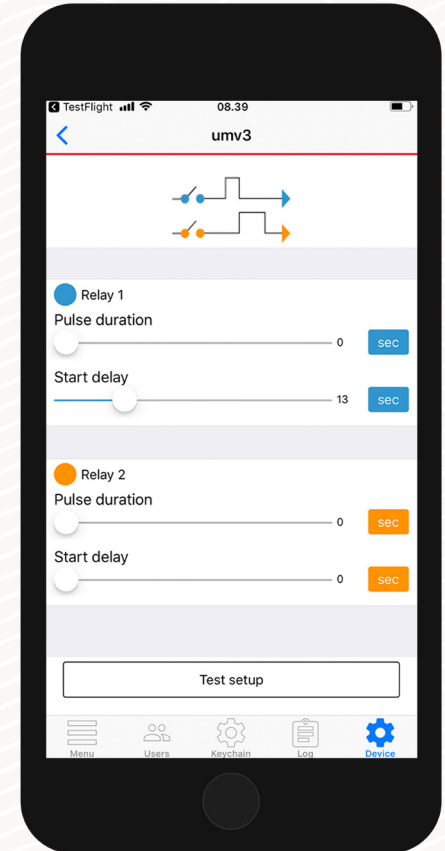 TestFlight
08.39
umv3
Relay 1
Pulse duration
0 sec
Start delay
13 sec
Relay 2
Pulse duration
0 sec
Start delay
0 sec
Test setup
Menu Users Keychain Log Device